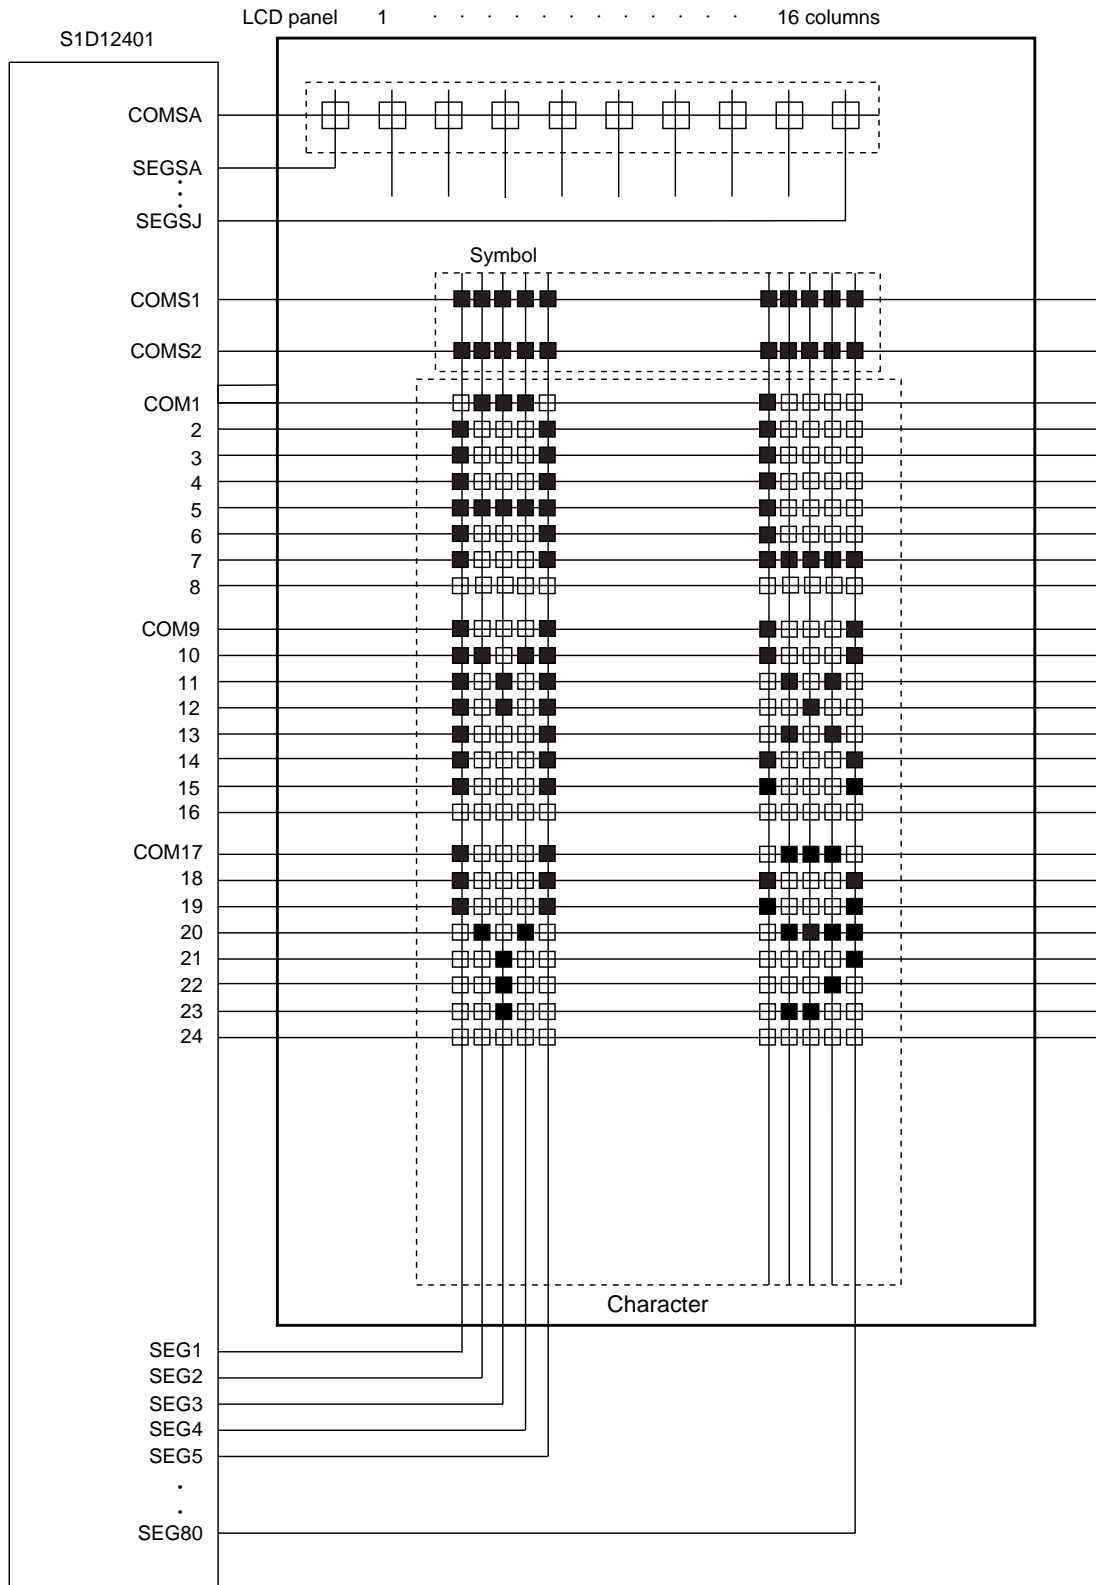 LCD panel 1 · · · · · · · · · · · · · 16 columns
S1D12401
COMSA
SEGSA
SEGSJ
Symbol
COMS1
COMS2
COM1
2
3
4
5
6
7
8
COM9
10
11
12
13
14
15
16
COM17
18
19
20
21
22
23
24
Character
SEG1
SEG2
SEG3
SEG4
SEG5
SEG80